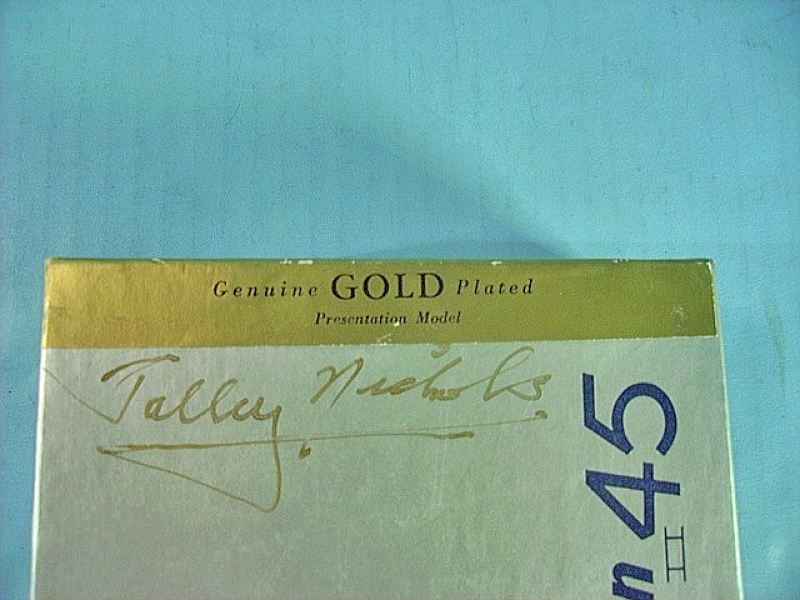 Genuine GOLD Plated
Presentation Model
Talley Nichols
n 45